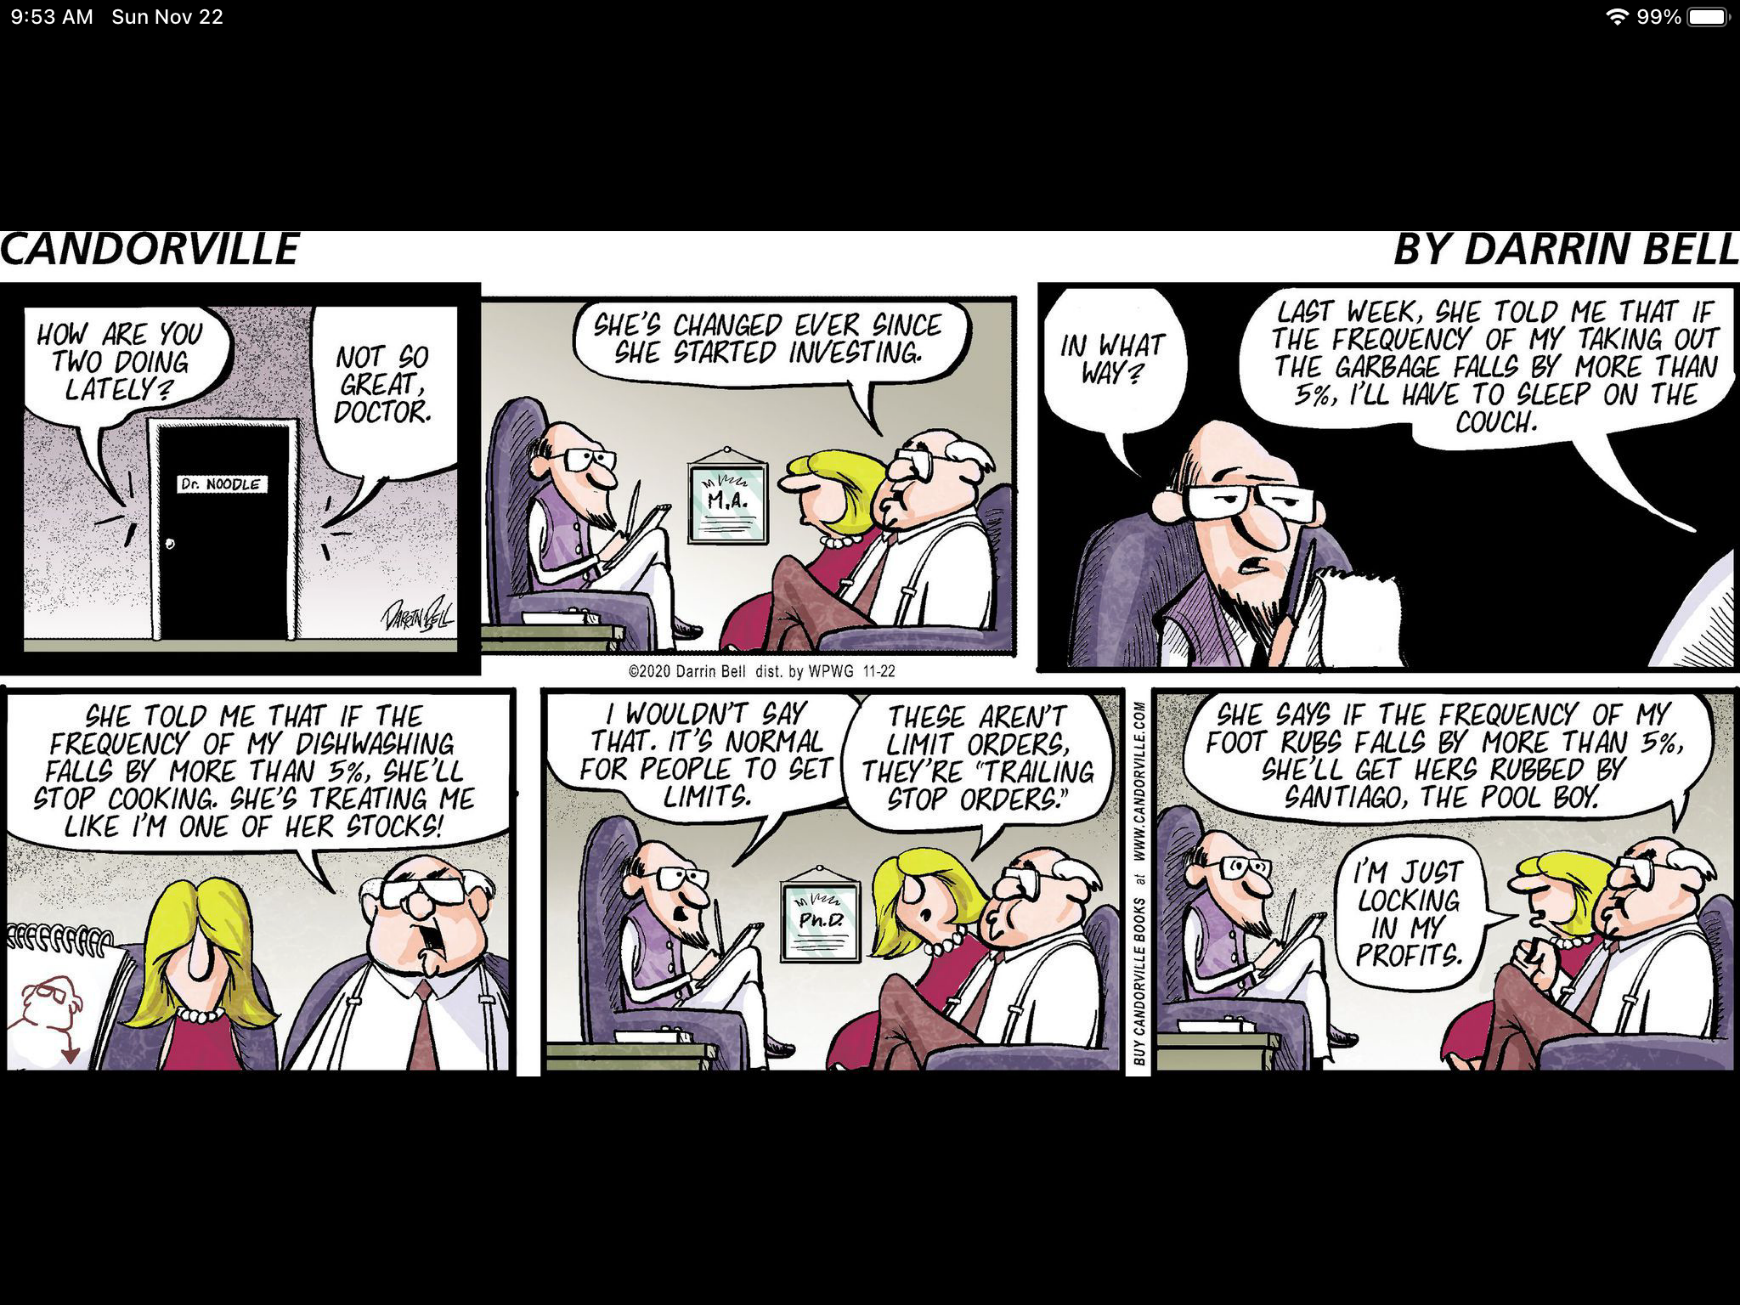 9:53 AM Sun Nov 22
99%
CANDORVILLE
BY DARRIN BELL
HOW ARE YOU
TWO DOING
LATELY?
NOT SO
GREAT,
DOCTOR.
Dr. NOODLE
DARRIN BELL
SHE'S CHANGED EVER SINCE
SHE STARTED INVESTING.
M.A.
©2020 Darrin Bell dist. by WPWG 11-22
IN WHAT
WAY?
LAST WEEK, SHE TOLD ME THAT IF
THE FREQUENCY OF MY TAKING OUT
THE GARBAGE FALLS BY MORE THAN
5%, I'LL HAVE TO SLEEP ON THE
COUCH.
SHE TOLD ME THAT IF THE
FREQUENCY OF MY DISHWASHING
FALLS BY MORE THAN 5%, SHE'LL
STOP COOKING. SHE'S TREATING ME
LIKE I'M ONE OF HER STOCKS!
I WOULDN'T SAY
THAT. IT'S NORMAL
FOR PEOPLE TO SET
LIMITS.
THESE AREN'T
LIMIT ORDERS,
THEY'RE "TRAILING
STOP ORDERS."
Ph.D.
BUY CANDORVILLE BOOKS at WWW.CANDORVILLE.COM
SHE SAYS IF THE FREQUENCY OF MY
FOOT RUBS FALLS BY MORE THAN 5%,
SHE'LL GET HERS RUBBED BY
SANTIAGO, THE POOL BOY.
I'M JUST
LOCKING
IN MY
PROFITS.